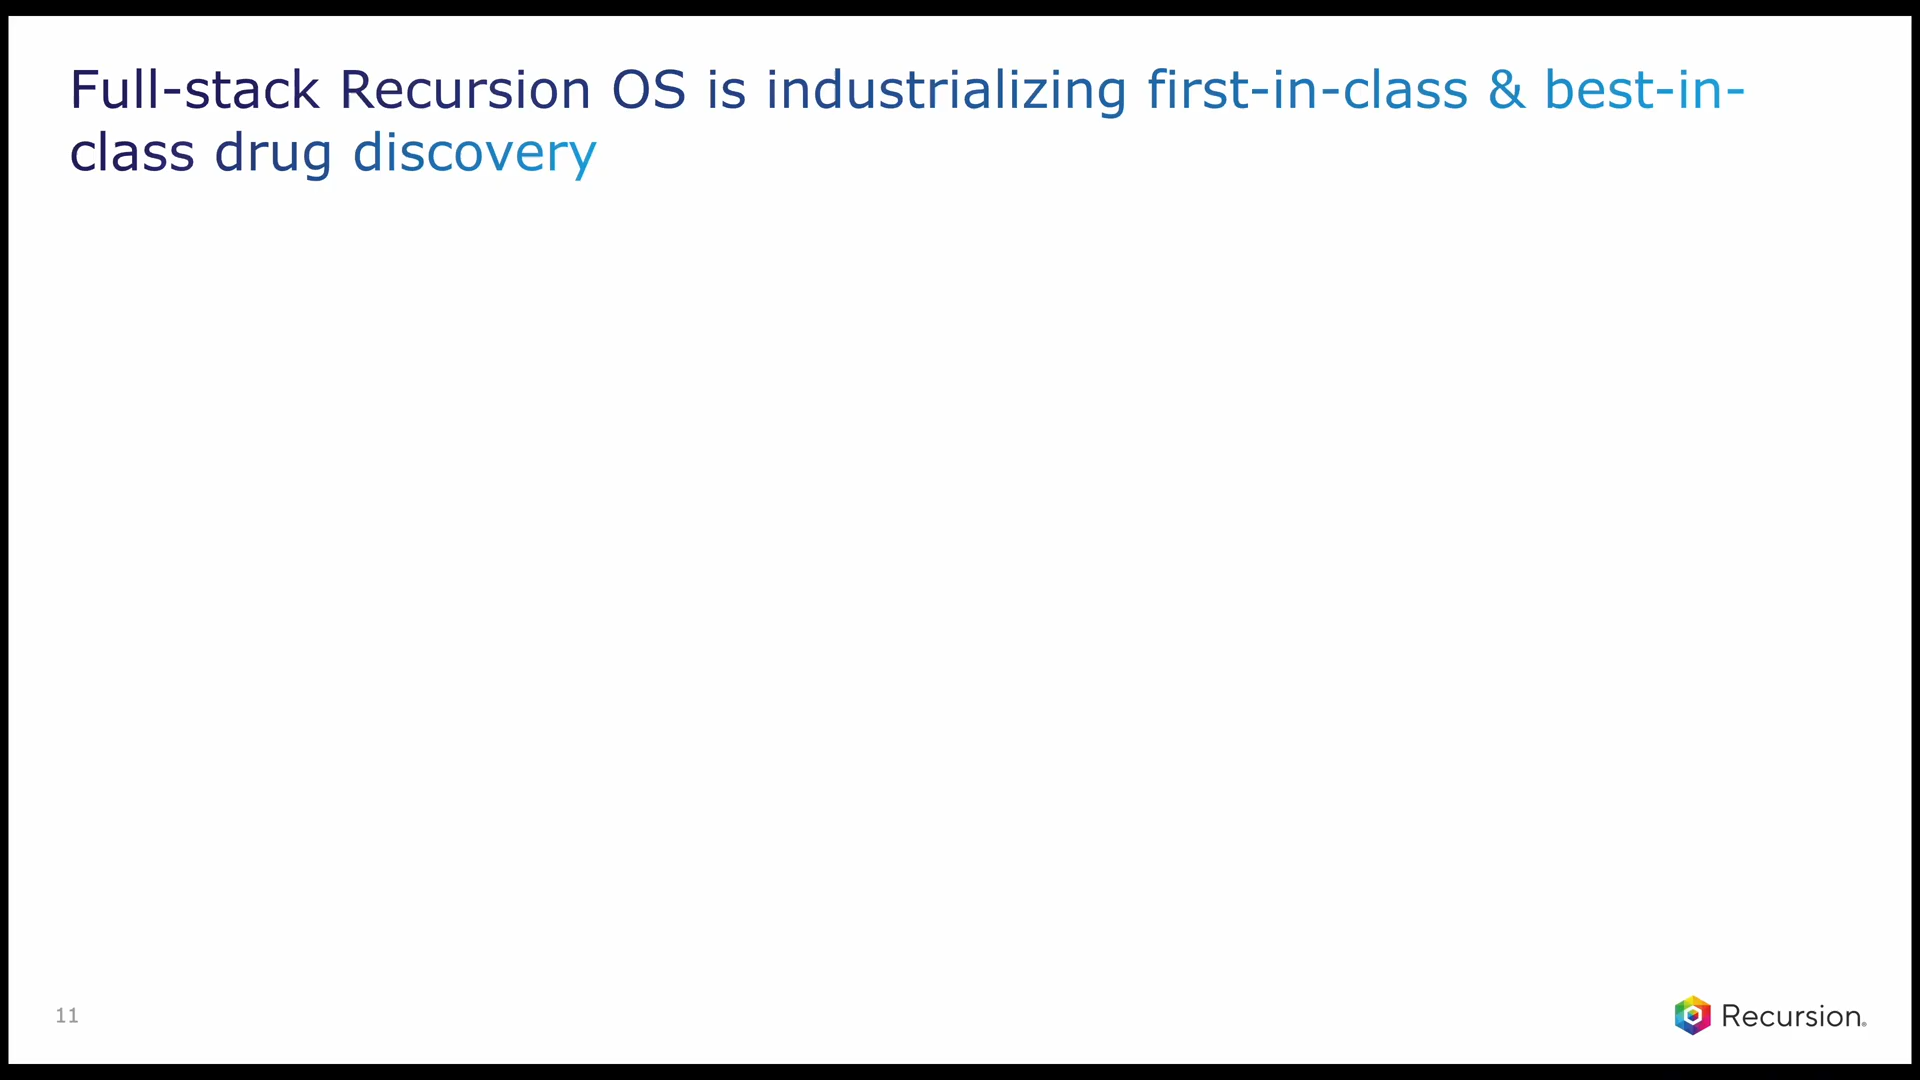 Full-stack Recursion OS is industrializing first-in-class & best-in-
class drug discovery
11
Recursion®